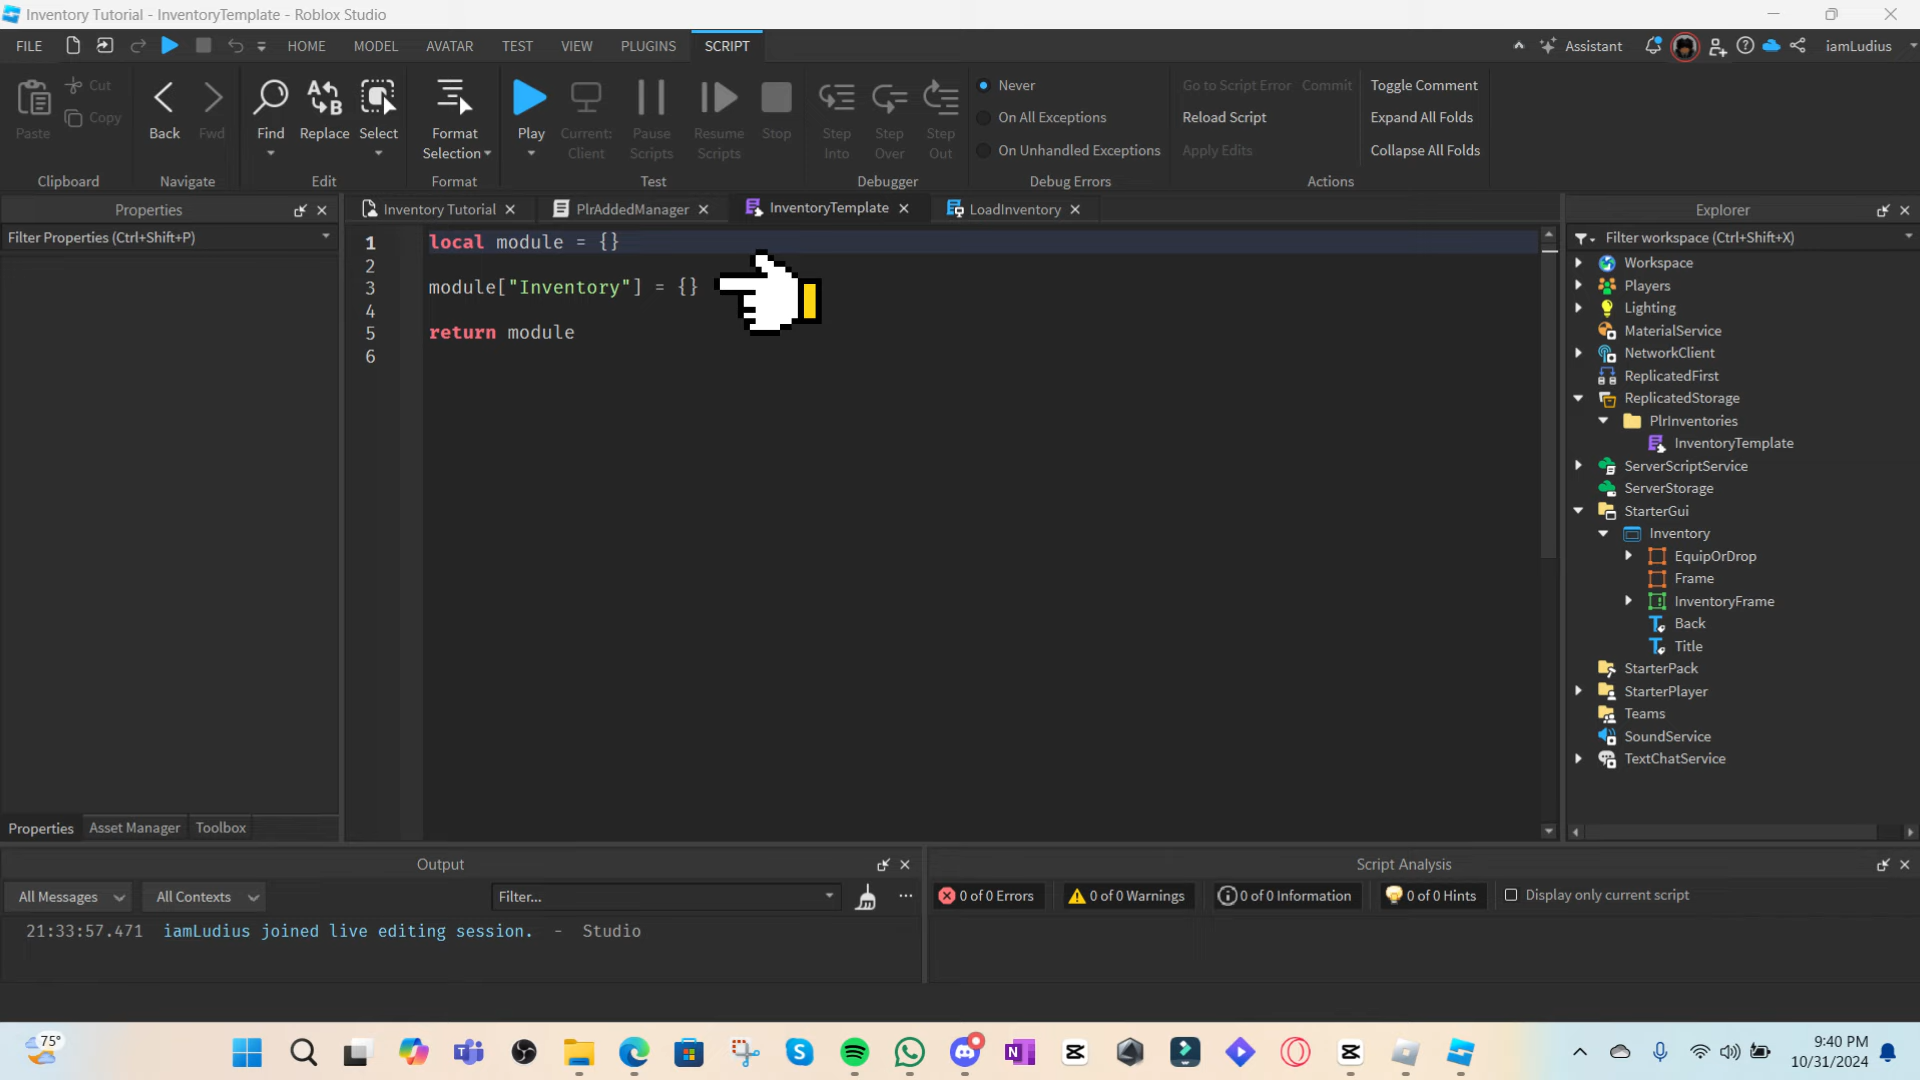 Inventory Tutorial - InventoryTemplate - Roblox Studio
FILE HOME MODEL AVATAR TEST VIEW PLUGINS SCRIPT Assistant iamLudius
Paste Cut Copy
Back Fwd
Find Replace Select
Format Selection
Play Current: Client Pause Scripts Resume Scripts Stop
Step Into Step Over Step Out
Never
On All Exceptions
On Unhandled Exceptions
Go to Script Error Commit
Reload Script
Apply Edits
Toggle Comment
Expand All Folds
Collapse All Folds
Clipboard Navigate Edit Format Test Debugger Debug Errors Actions
Properties
Filter Properties (Ctrl+Shift+P)
Inventory Tutorial PlrAddedManager InventoryTemplate LoadInventory
1 local module = {}
2
3 module["Inventory"] = {}
4
5 return module
6
Explorer
Filter workspace (Ctrl+Shift+X)
Workspace
Players
Lighting
MaterialService
NetworkClient
ReplicatedFirst
ReplicatedStorage
PlrInventories
InventoryTemplate
ServerScriptService
ServerStorage
StarterGui
Inventory
EquipOrDrop
Frame
InventoryFrame
Back
Title
StarterPack
StarterPlayer
Teams
SoundService
TextChatService
Properties Asset Manager Toolbox
Output
All Messages All Contexts Filter... ...
21:33:57.471 iamLudius joined live editing session. - Studio
Script Analysis
0 of 0 Errors 0 of 0 Warnings 0 of 0 Information 0 of 0 Hints Display only current script
75°
9:40 PM
10/31/2024